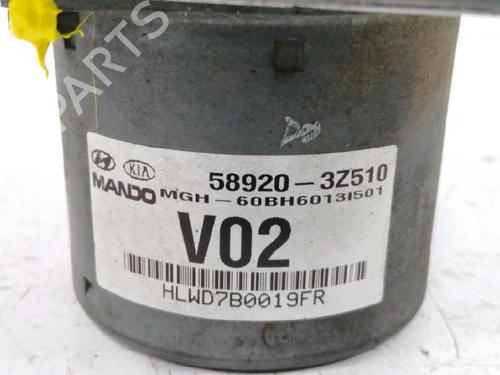 PARTS
KIA
58920-3Z510
MANDO MGH-60BH6013I501
V02
HLWD7B0019FR